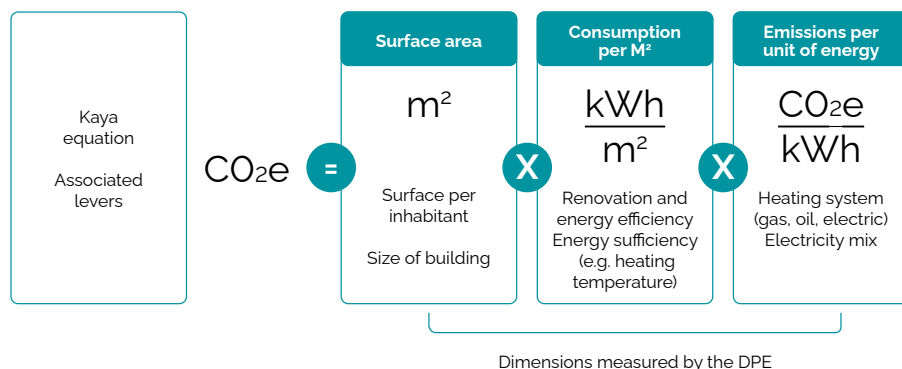 Kaya
equation
Associated
levers
CO₂e
=
Surface area
m²
Surface per
inhabitant
Size of building
X
Consumption
per M²
kWh
m²
Renovation and
energy efficiency
Energy sufficiency
(e.g. heating
temperature)
X
Emissions per
unit of energy
CO₂e
kWh
Heating system
(gas, oil, electric)
Electricity mix
Dimensions measured by the DPE